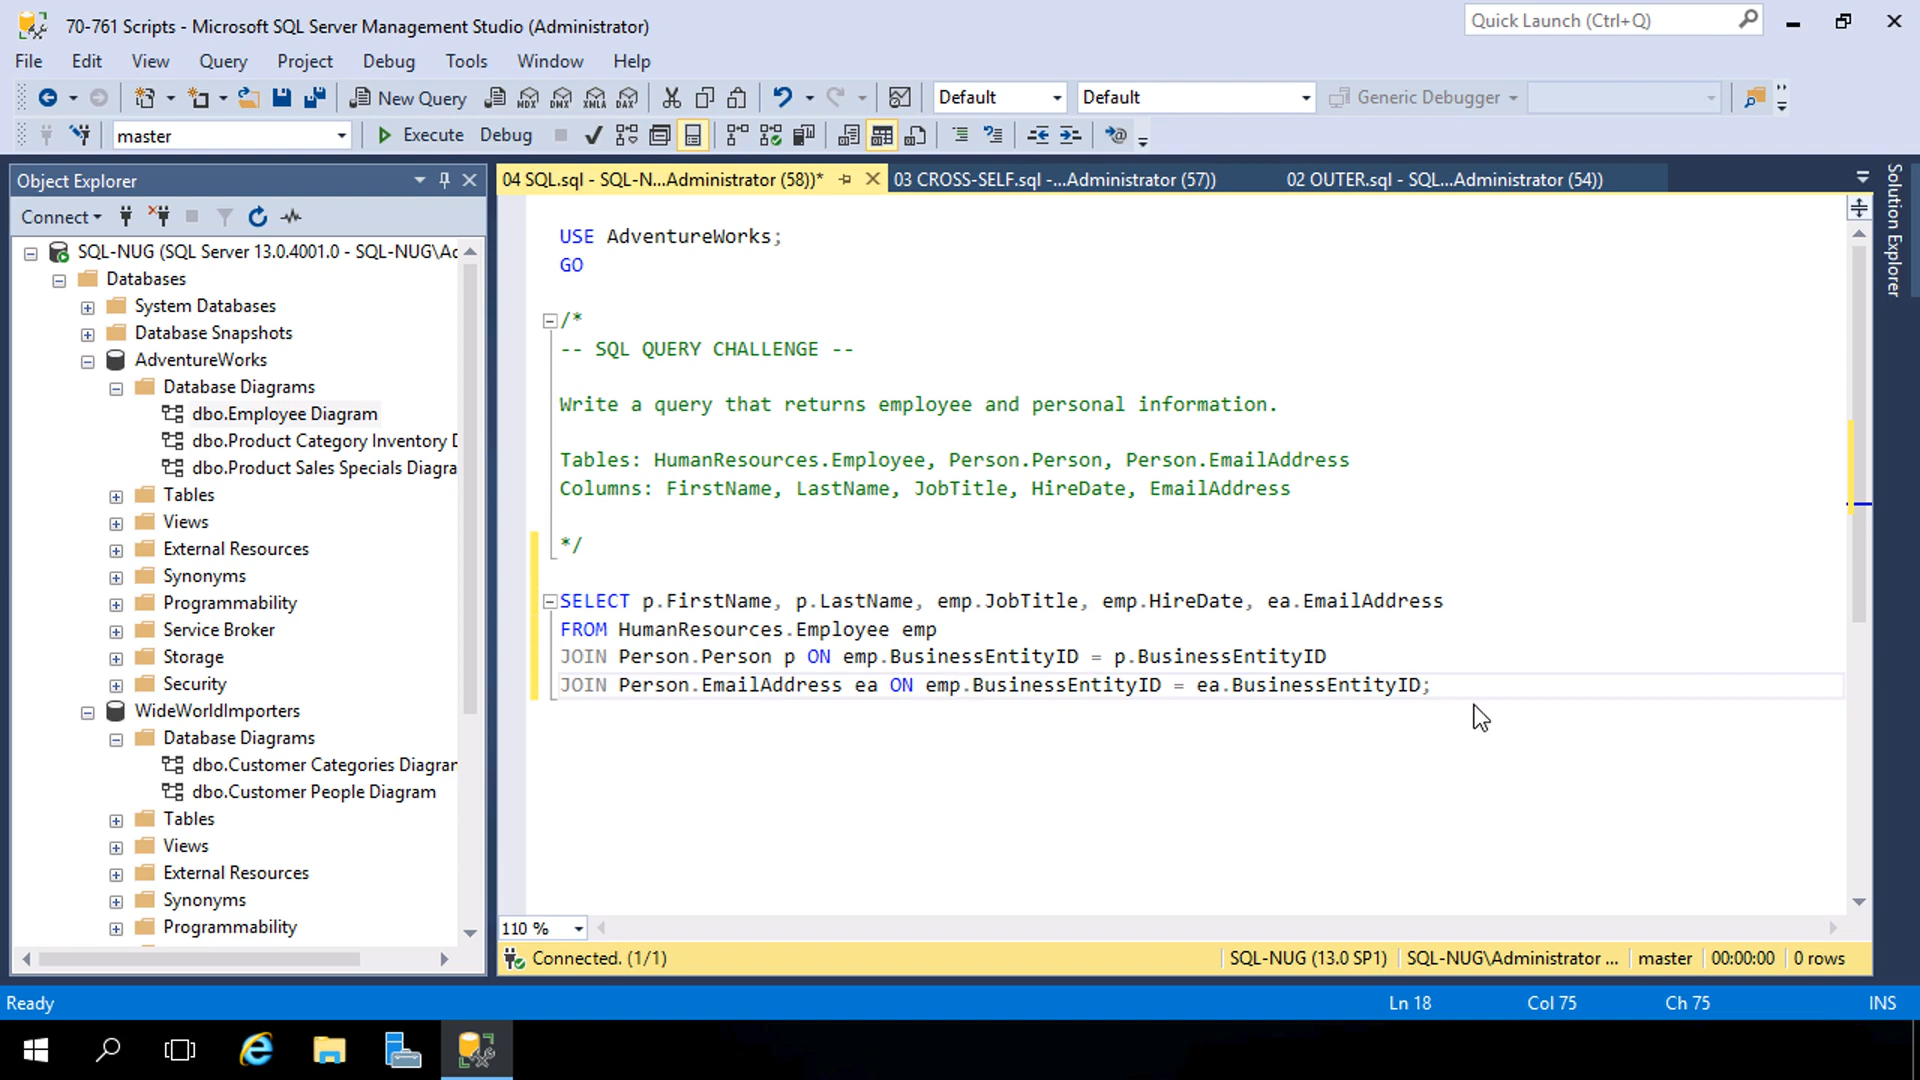 70-761 Scripts - Microsoft SQL Server Management Studio (Administrator)
Quick Launch (Ctrl+Q)
File Edit View Query Project Debug Tools Window Help
New Query
MDX DMX XMLA DAX
Default
Default
Generic Debugger
master
Execute
Debug
Object Explorer
Connect
SQL-NUG (SQL Server 13.0.4001.0 - SQL-NUG\Ac
Databases
System Databases
Database Snapshots
AdventureWorks
Database Diagrams
dbo.Employee Diagram
dbo.Product Category Inventory D
dbo.Product Sales Specials Diagra
Tables
Views
External Resources
Synonyms
Programmability
Service Broker
Storage
Security
WideWorldImporters
Database Diagrams
dbo.Customer Categories Diagran
dbo.Customer People Diagram
Tables
Views
External Resources
Synonyms
Programmability
04 SQL.sql - SQL-N...Administrator (58))*
03 CROSS-SELF.sql -...Administrator (57))
02 OUTER.sql - SQL...Administrator (54))
Solution Explorer
USE AdventureWorks;
GO
/*
-- SQL QUERY CHALLENGE --
Write a query that returns employee and personal information.
Tables: HumanResources.Employee, Person.Person, Person.EmailAddress
Columns: FirstName, LastName, JobTitle, HireDate, EmailAddress
*/
SELECT p.FirstName, p.LastName, emp.JobTitle, emp.HireDate, ea.EmailAddress
FROM HumanResources.Employee emp
JOIN Person.Person p ON emp.BusinessEntityID = p.BusinessEntityID
JOIN Person.EmailAddress ea ON emp.BusinessEntityID = ea.BusinessEntityID;
110 %
Connected. (1/1)
SQL-NUG (13.0 SP1)
SQL-NUG\Administrator ...
master
00:00:00
0 rows
Ready
Ln 18
Col 75
Ch 75
INS